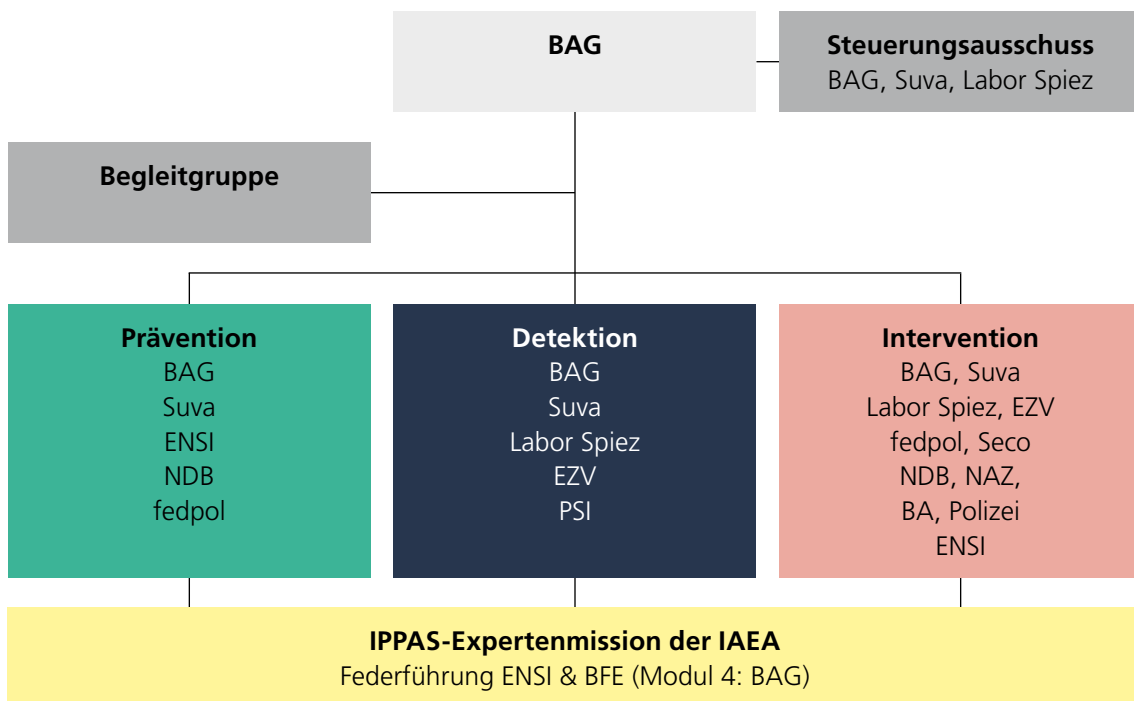 BAG
Steuerungsausschuss
BAG, Suva, Labor Spiez
Begleitgruppe
Prävention
BAG
Suva
ENSI
NDB
fedpol
Detektion
BAG
Suva
Labor Spiez
EZV
PSI
Intervention
BAG, Suva
Labor Spiez, EZV
fedpol, Seco
NDB, NAZ,
BA, Polizei
ENSI
IPPAS-Expertenmission der IAEA
Federführung ENSI & BFE (Modul 4: BAG)